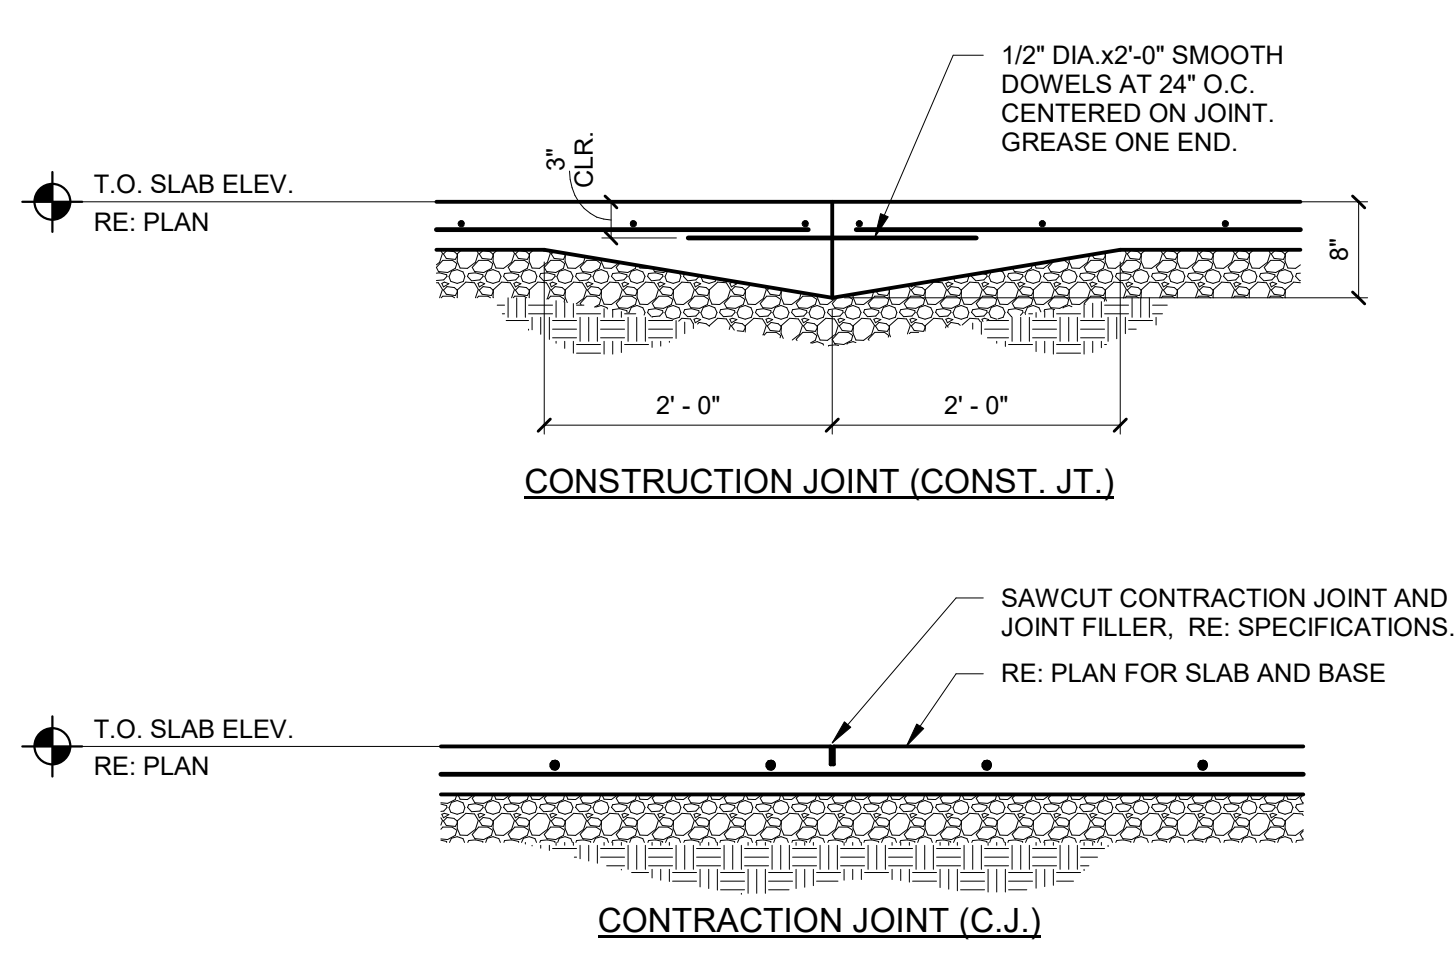 1/2" DIA.x2'-0" SMOOTH
DOWELS AT 24" O.C.
CENTERED ON JOINT.
GREASE ONE END.
3"
CLR.
T.O. SLAB ELEV.
RE: PLAN
8"
2' - 0"
2' - 0"
CONSTRUCTION JOINT (CONST. JT.)
SAWCUT CONTRACTION JOINT AND
JOINT FILLER, RE: SPECIFICATIONS.
RE: PLAN FOR SLAB AND BASE
T.O. SLAB ELEV.
RE: PLAN
CONTRACTION JOINT (C.J.)